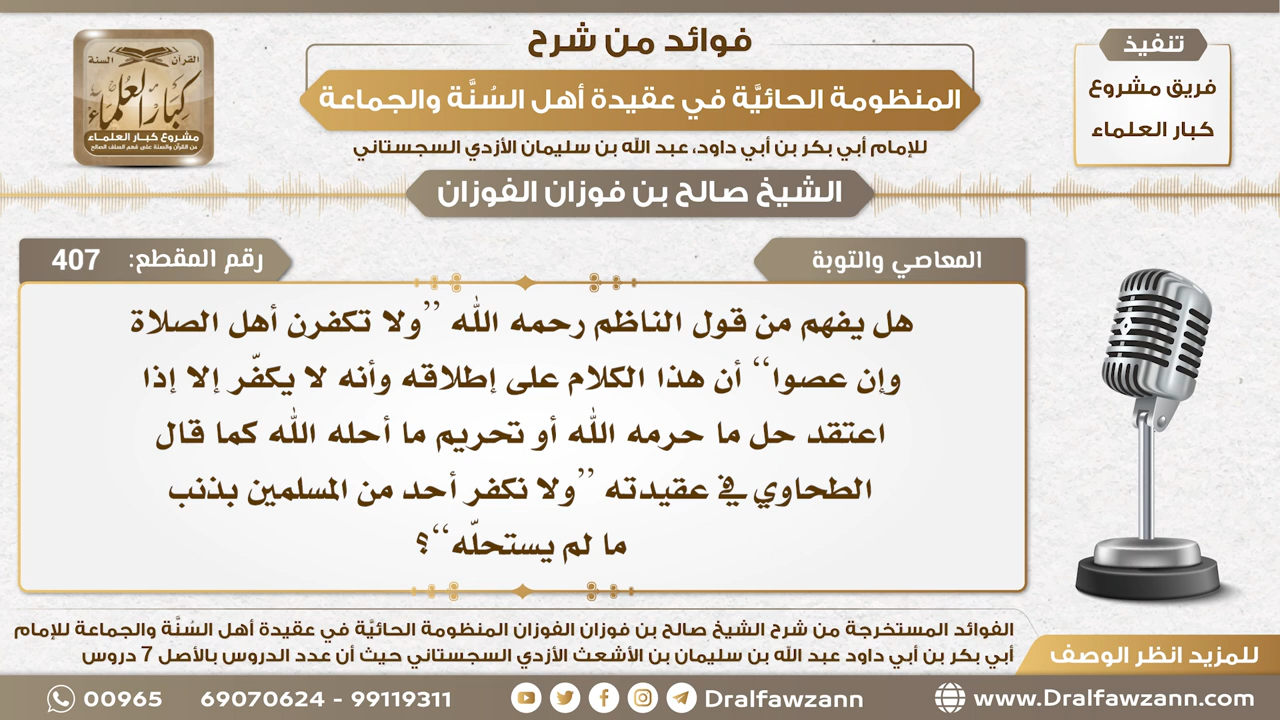 فوائد من شرح
المنظومة الحائيَّة في عقيدة أهل السُنَّة والجماعة
للإمام أبي بكر بن أبي داود، عبد الله بن سليمان الأزدي السجستاني
الشيخ صالح بن فوزان الفوزان
تنفيذ
فريق مشروع
كبار العلماء
القرآن السنة
كبار العلماء
مشروع كبار العلماء
من القرآن والسنة على فهم السلف الصالح
المعاصي والتوبة
رقم المقطع: 407
هل يفهم من قول الناظم رحمه الله ”ولا تكفرن أهل الصلاة
وإن عصوا“ أن هذا الكلام على إطلاقه وأنه لا يكفّر إلا إذا
اعتقد حل ما حرمه الله أو تحريم ما أحله الله كما قال
الطحاوي في عقيدته ”ولا نكفر أحد من المسلمين بذنب
ما لم يستحلّه“؟
الفوائد المستخرجة من شرح الشيخ صالح بن فوزان الفوزان المنظومة الحائيَّة في عقيدة أهل السُنَّة والجماعة للإمام
أبي بكر بن أبي داود عبد الله بن سليمان بن الأشعث الأزدي السجستاني حيث أن عدد الدروس بالأصل 7 دروس
للمزيد انظر الوصف
00965 69070624 - 99119311
Dralfawzann
www.Dralfawzann.com